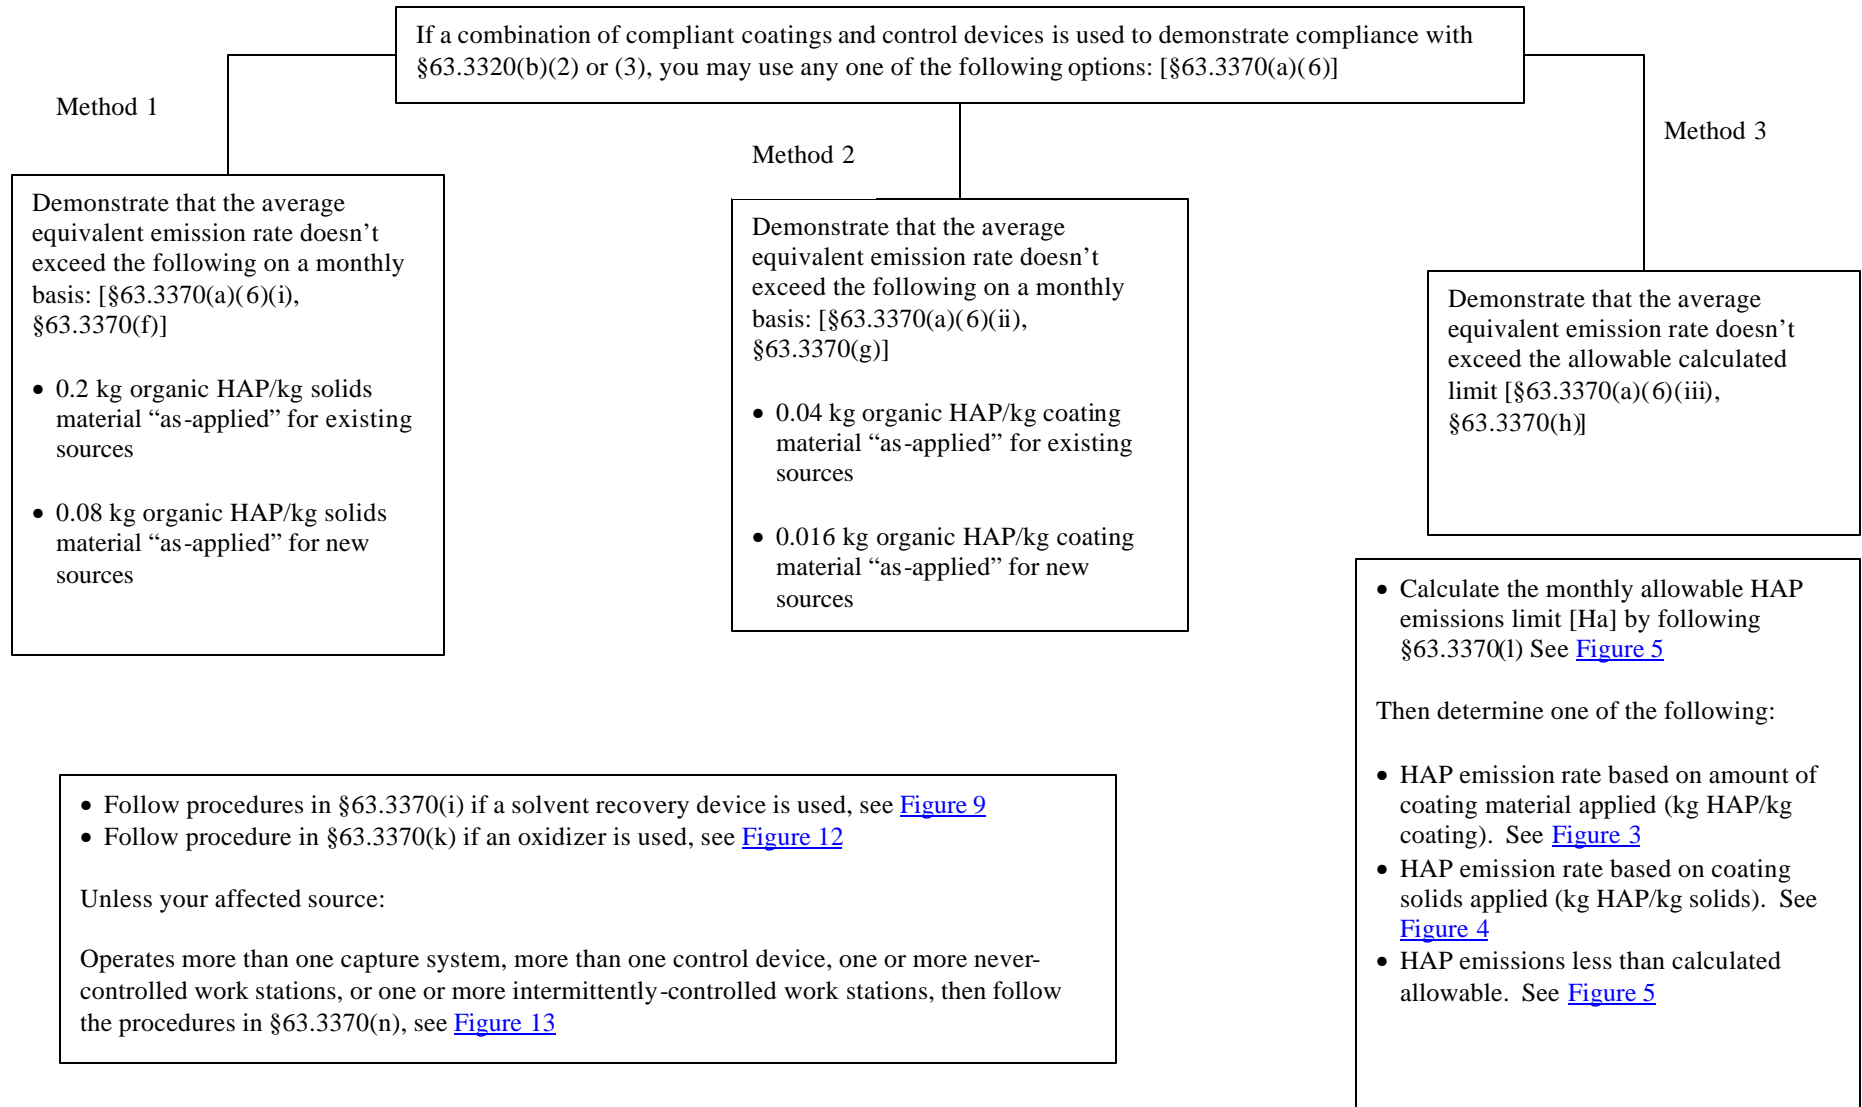 If a combination of compliant coatings and control devices is used to demonstrate compliance with
§63.3320(b)(2) or (3), you may use any one of the following options: [§63.3370(a)(6)]
Method 1
Method 2
Method 3
Demonstrate that the average
equivalent emission rate doesn’t
exceed the following on a monthly
basis: [§63.3370(a)(6)(i),
§63.3370(f)]
• 0.2 kg organic HAP/kg solids
material “as-applied” for existing
sources
• 0.08 kg organic HAP/kg solids
material “as-applied” for new
sources
Demonstrate that the average
equivalent emission rate doesn’t
exceed the following on a monthly
basis: [§63.3370(a)(6)(ii),
§63.3370(g)]
• 0.04 kg organic HAP/kg coating
material “as-applied” for existing
sources
• 0.016 kg organic HAP/kg coating
material “as-applied” for new
sources
Demonstrate that the average
equivalent emission rate doesn’t
exceed the allowable calculated
limit [§63.3370(a)(6)(iii),
§63.3370(h)]
• Calculate the monthly allowable HAP
emissions limit [Ha] by following
§63.3370(l) See Figure 5
Then determine one of the following:
• HAP emission rate based on amount of
coating material applied (kg HAP/kg
coating).  See Figure 3
• HAP emission rate based on coating
solids applied (kg HAP/kg solids).  See
Figure 4
• HAP emissions less than calculated
allowable.  See Figure 5
• Follow procedures in §63.3370(i) if a solvent recovery device is used, see Figure 9
• Follow procedure in §63.3370(k) if an oxidizer is used, see Figure 12
Unless your affected source:
Operates more than one capture system, more than one control device, one or more never-
controlled work stations, or one or more intermittently-controlled work stations, then follow
the procedures in §63.3370(n), see Figure 13